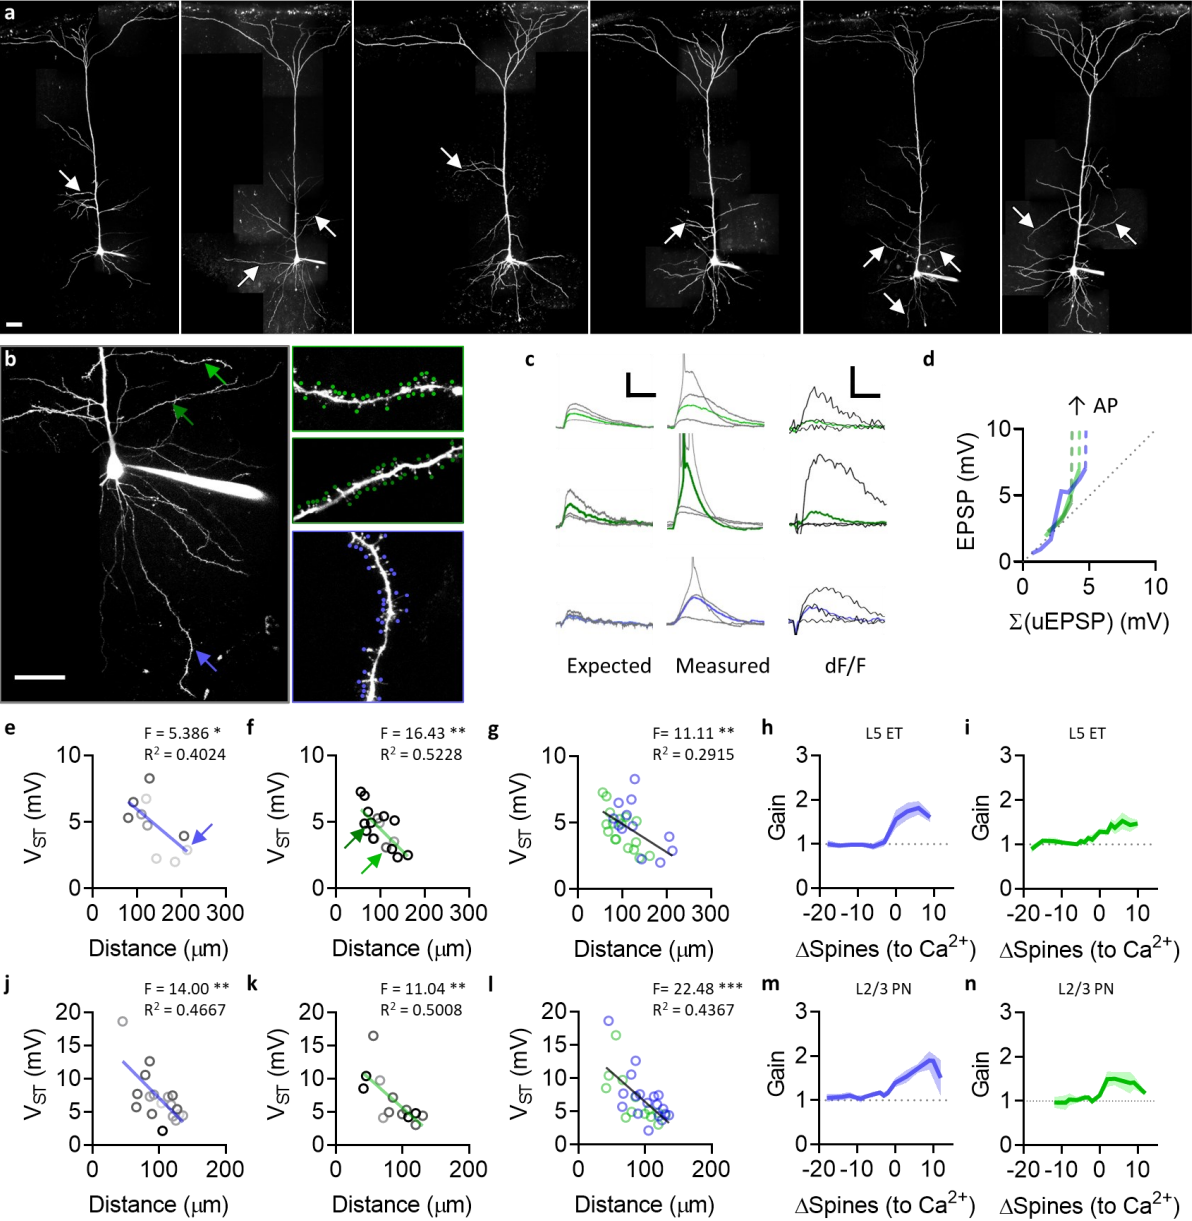 a
b
c
d
Expected
Measured
dF/F
↑ AP
EPSP (mV)
10
5
0
0
5
10
Σ(uEPSP) (mV)
e
F = 5.386 *
R² = 0.4024
V_ST (mV)
10
5
0
0
100
200
300
Distance (μm)
f
F = 16.43 **
R² = 0.5228
V_ST (mV)
10
5
0
0
100
200
300
Distance (μm)
g
F= 11.11 **
R² = 0.2915
V_ST (mV)
10
5
0
0
100
200
300
Distance (μm)
h
L5 ET
Gain
3
2
1
0
-20
-10
0
10
ΔSpines (to Ca²⁺)
i
L5 ET
Gain
3
2
1
0
-20
-10
0
10
ΔSpines (to Ca²⁺)
j
F = 14.00 **
R² = 0.4667
V_ST (mV)
20
15
10
5
0
0
100
200
Distance (μm)
k
F = 11.04 **
R² = 0.5008
V_ST (mV)
20
15
10
5
0
0
100
200
Distance (μm)
l
F= 22.48 ***
R² = 0.4367
V_ST (mV)
20
15
10
5
0
0
100
200
Distance (μm)
m
L2/3 PN
Gain
3
2
1
0
-20
-10
0
10
ΔSpines (to Ca²⁺)
n
L2/3 PN
Gain
3
2
1
0
-20
-10
0
10
ΔSpines (to Ca²⁺)